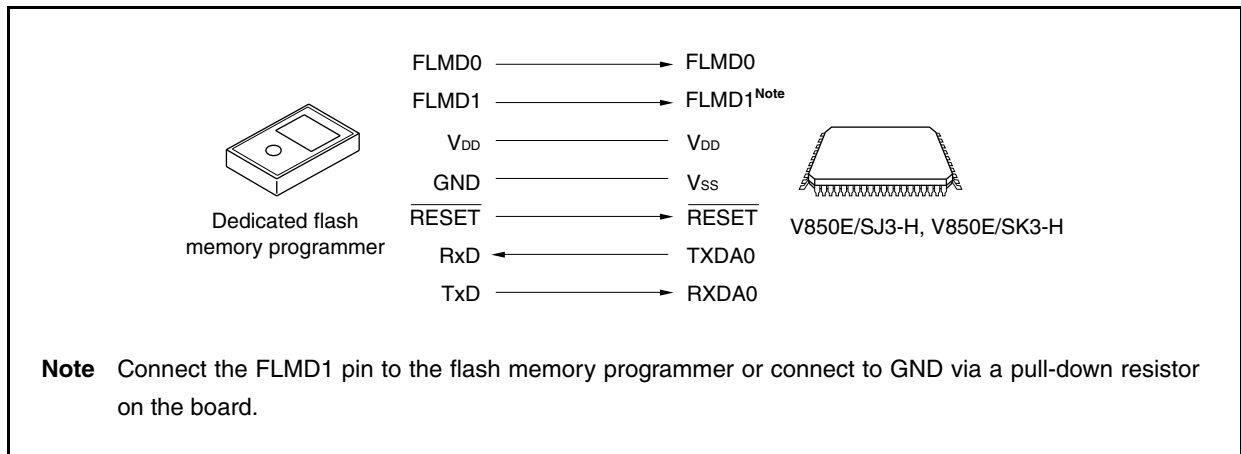 FLMD0 FLMD0
FLMD1 FLMD1Note
VDD VDD
GND VSS
RESET RESET
RxD TXDA0
TxD RXDA0
Dedicated flash
memory programmer
V850E/SJ3-H, V850E/SK3-H
Note Connect the FLMD1 pin to the flash memory programmer or connect to GND via a pull-down resistor
on the board.